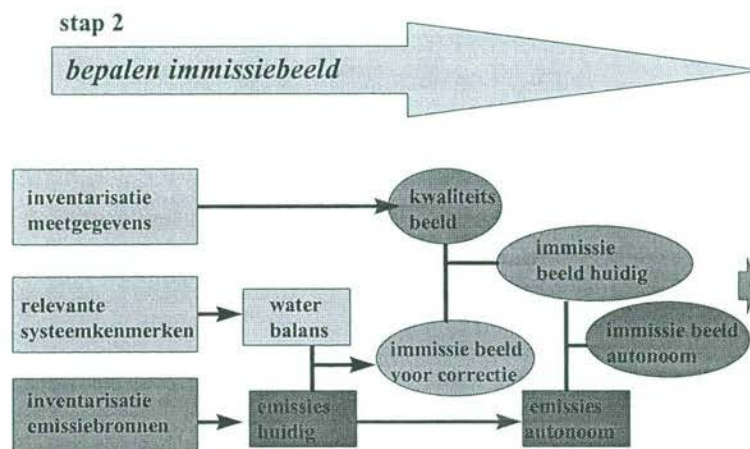 stap 2
bepalen immissiebeeld
inventarisatie
meetgegevens
kwaliteits
beeld
immissie
beeld huidig
relevante
systeemkenmerken
water
balans
immissie beeld
voor correctie
immissie beeld
autonoom
inventarisatie
emissiebronnen
emissies
huidig
emissies
autonoom